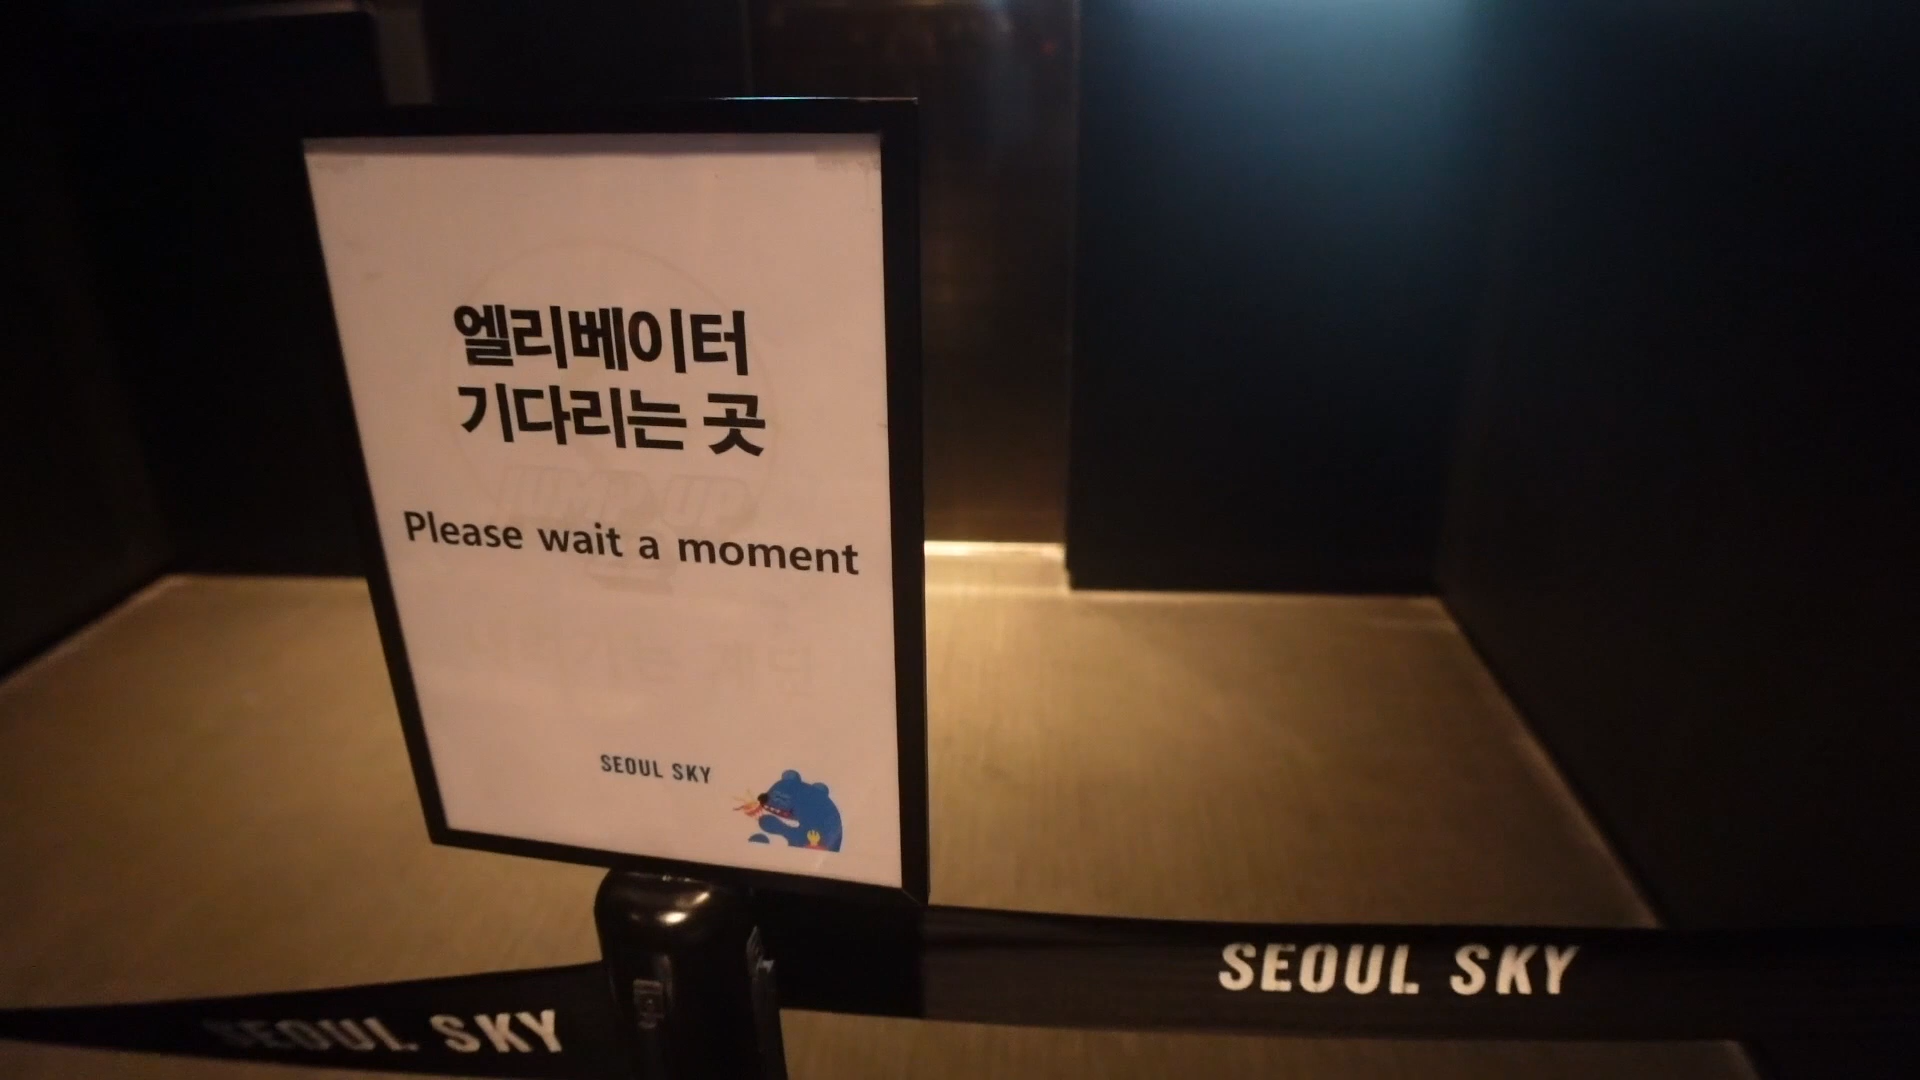 엘리베이터
기다리는 곳
Please wait a moment
SEOUL SKY
SEOUL SKY
SEOUL SKY